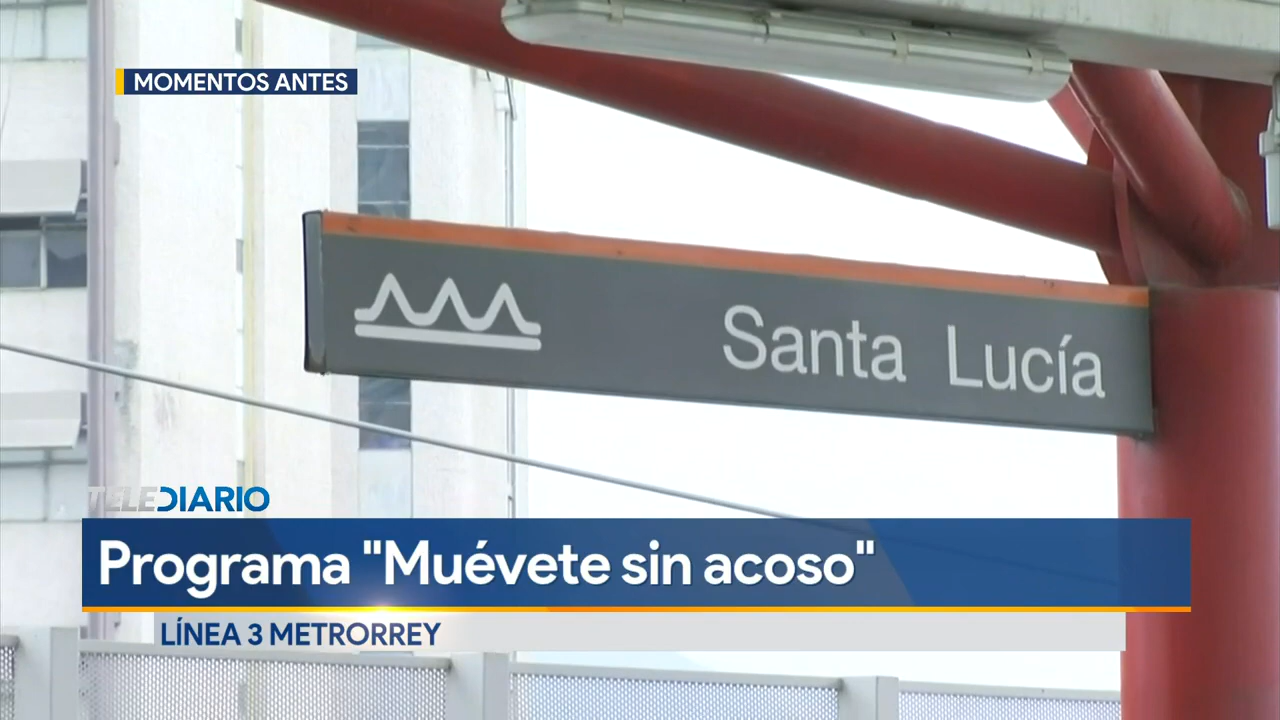 MOMENTOS ANTES
Santa Lucía
TELEDIARIO
Programa "Muévete sin acoso"
LÍNEA 3 METRORREY